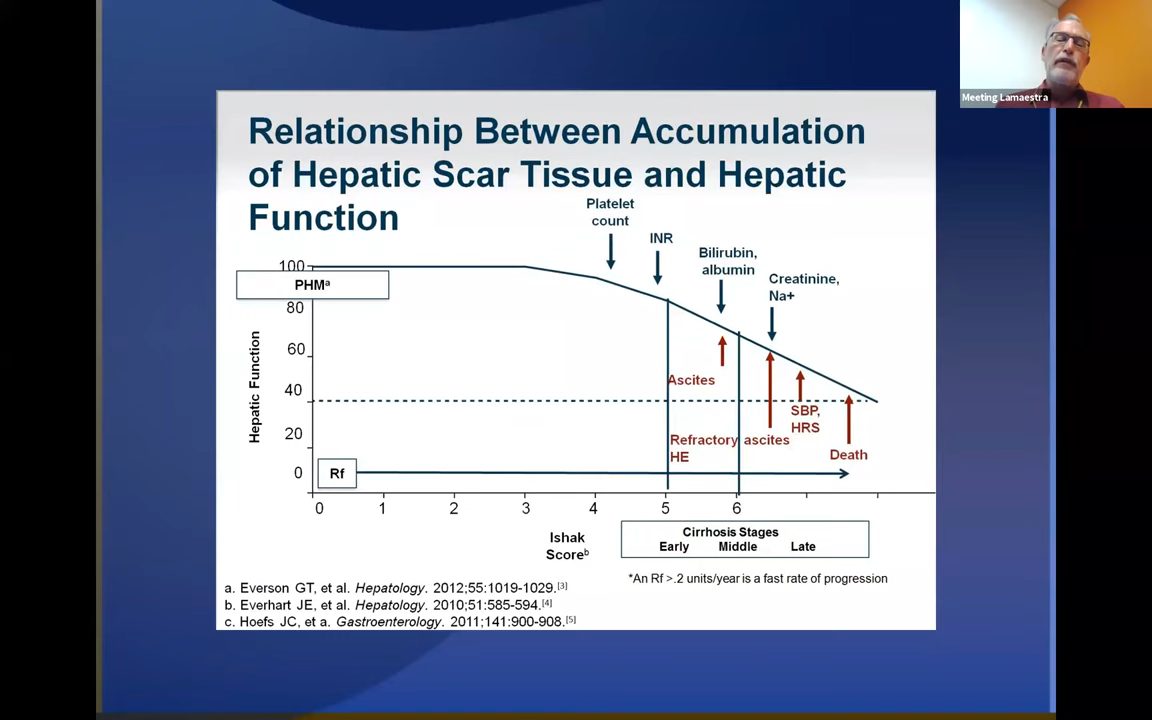 Meeting Lamaestra
Relationship Between Accumulation
of Hepatic Scar Tissue and Hepatic
Function
Platelet
count
INR
Bilirubin,
albumin
Creatinine,
Na+
100
PHMᵃ
80
60
40
20
0
Hepatic Function
Ascites
Refractory ascites
HE
SBP,
HRS
Death
Rf
0 1 2 3 4 5 6
Ishak
Scoreᵇ
Cirrhosis Stages
Early Middle Late
*An Rf >.2 units/year is a fast rate of progression
a. Everson GT, et al. Hepatology. 2012;55:1019-1029.[3]
b. Everhart JE, et al. Hepatology. 2010;51:585-594.[4]
c. Hoefs JC, et a. Gastroenterology. 2011;141:900-908.[5]